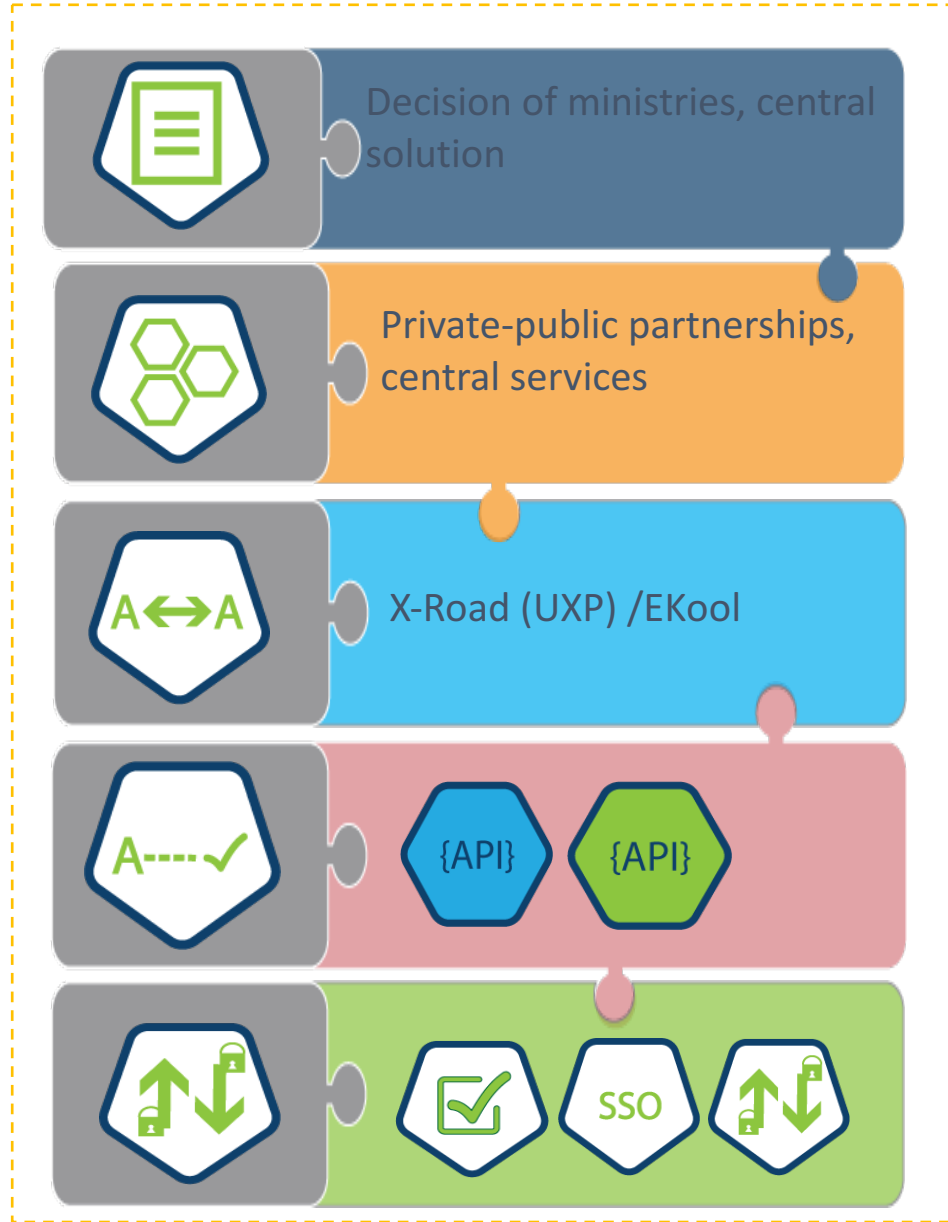 Decision of ministries, central
solution
Private-public partnerships,
central services
A A
X-Road (UXP) /EKool
A
{API} {API}
SSO